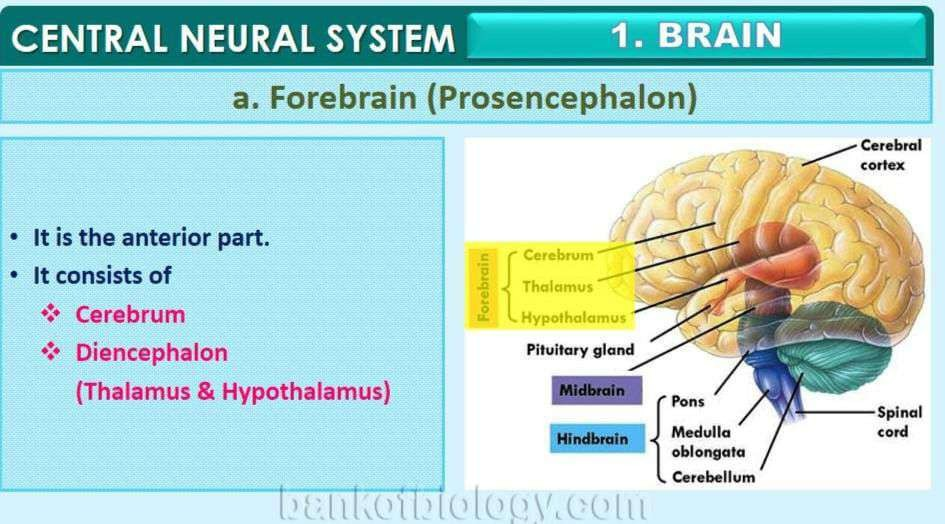 CENTRAL NEURAL SYSTEM
1. BRAIN
a. Forebrain (Prosencephalon)
• It is the anterior part.
• It consists of
❖ Cerebrum
❖ Diencephalon
(Thalamus & Hypothalamus)
Cerebral
cortex
Forebrain
Cerebrum
Thalamus
Hypothalamus
Pituitary gland
Midbrain
Hindbrain
Pons
Medulla
oblongata
Cerebellum
Spinal
cord
bankofbiology.com